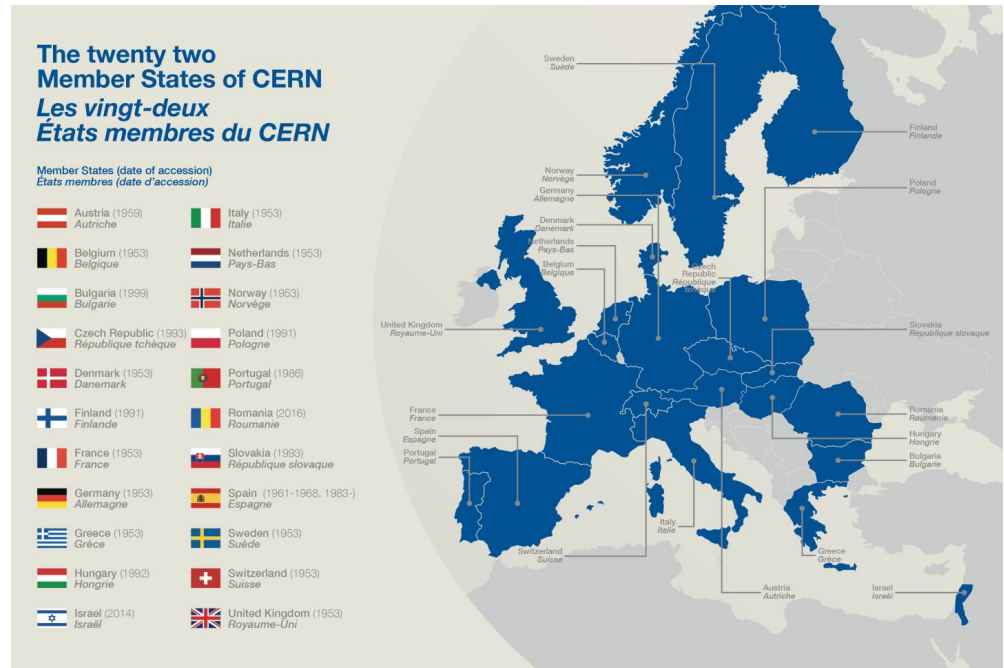 The twenty two
Member States of CERN
Les vingt-deux
États membres du CERN
Member States (date of accession)
États membres (date d'accession)
Austria (1959)
Autriche
Belgium (1953)
Belgique
Bulgaria (1999)
Bulgarie
Czech Republic (1993)
République tchèque
Denmark (1953)
Danemark
Finland (1991)
Finlande
France (1953)
France
Germany (1953)
Allemagne
Greece (1953)
Grèce
Hungary (1992)
Hongrie
Israel (2014)
Israël
Italy (1953)
Italie
Netherlands (1953)
Pays-Bas
Norway (1953)
Norvège
Poland (1991)
Pologne
Portugal (1986)
Portugal
Romania (2016)
Roumanie
Slovakia (1993)
République slovaque
Spain (1961-1968, 1983-)
Espagne
Sweden (1953)
Suède
Switzerland (1953)
Suisse
United Kingdom (1953)
Royaume-Uni
Sweden
Suède
Finland
Finlande
Norway
Norvège
Germany
Allemagne
Poland
Pologne
Denmark
Danemark
Netherlands
Pays-Bas
Belgium
Belgique
Czech
Republic
République
tchèque
United Kingdom
Royaume-Uni
Slovakia
République slovaque
France
France
Romania
Roumanie
Spain
Espagne
Hungary
Hongrie
Portugal
Portugal
Bulgaria
Bulgarie
Italy
Italie
Switzerland
Suisse
Greece
Grèce
Austria
Autriche
Israel
Israël